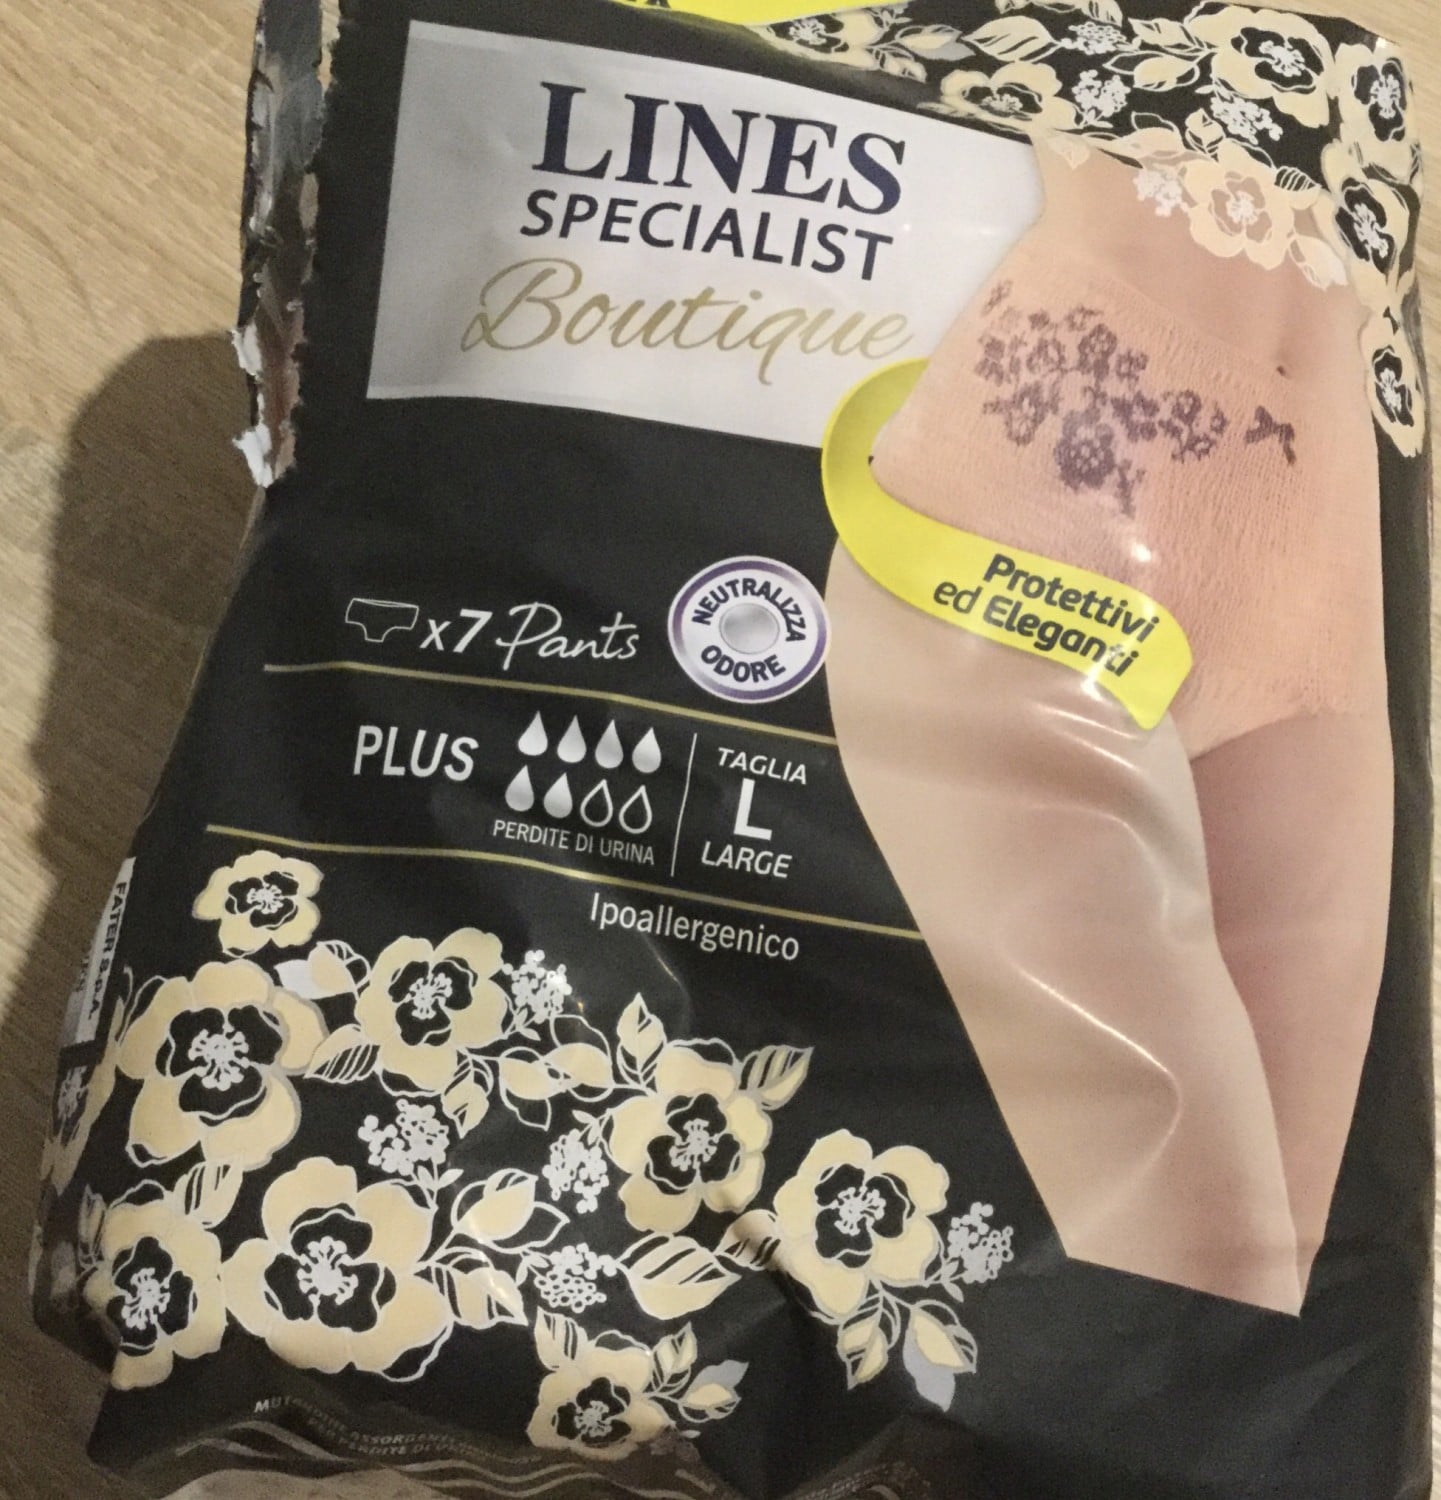 LINES
SPECIALIST
Boutique
Protettivi
ed Eleganti
x7 Pants
NEUTRALIZZA
ODORE
PLUS
PERDITE DI URINA
TAGLIA
L
LARGE
Ipoallergenico
FATER S.P.A.